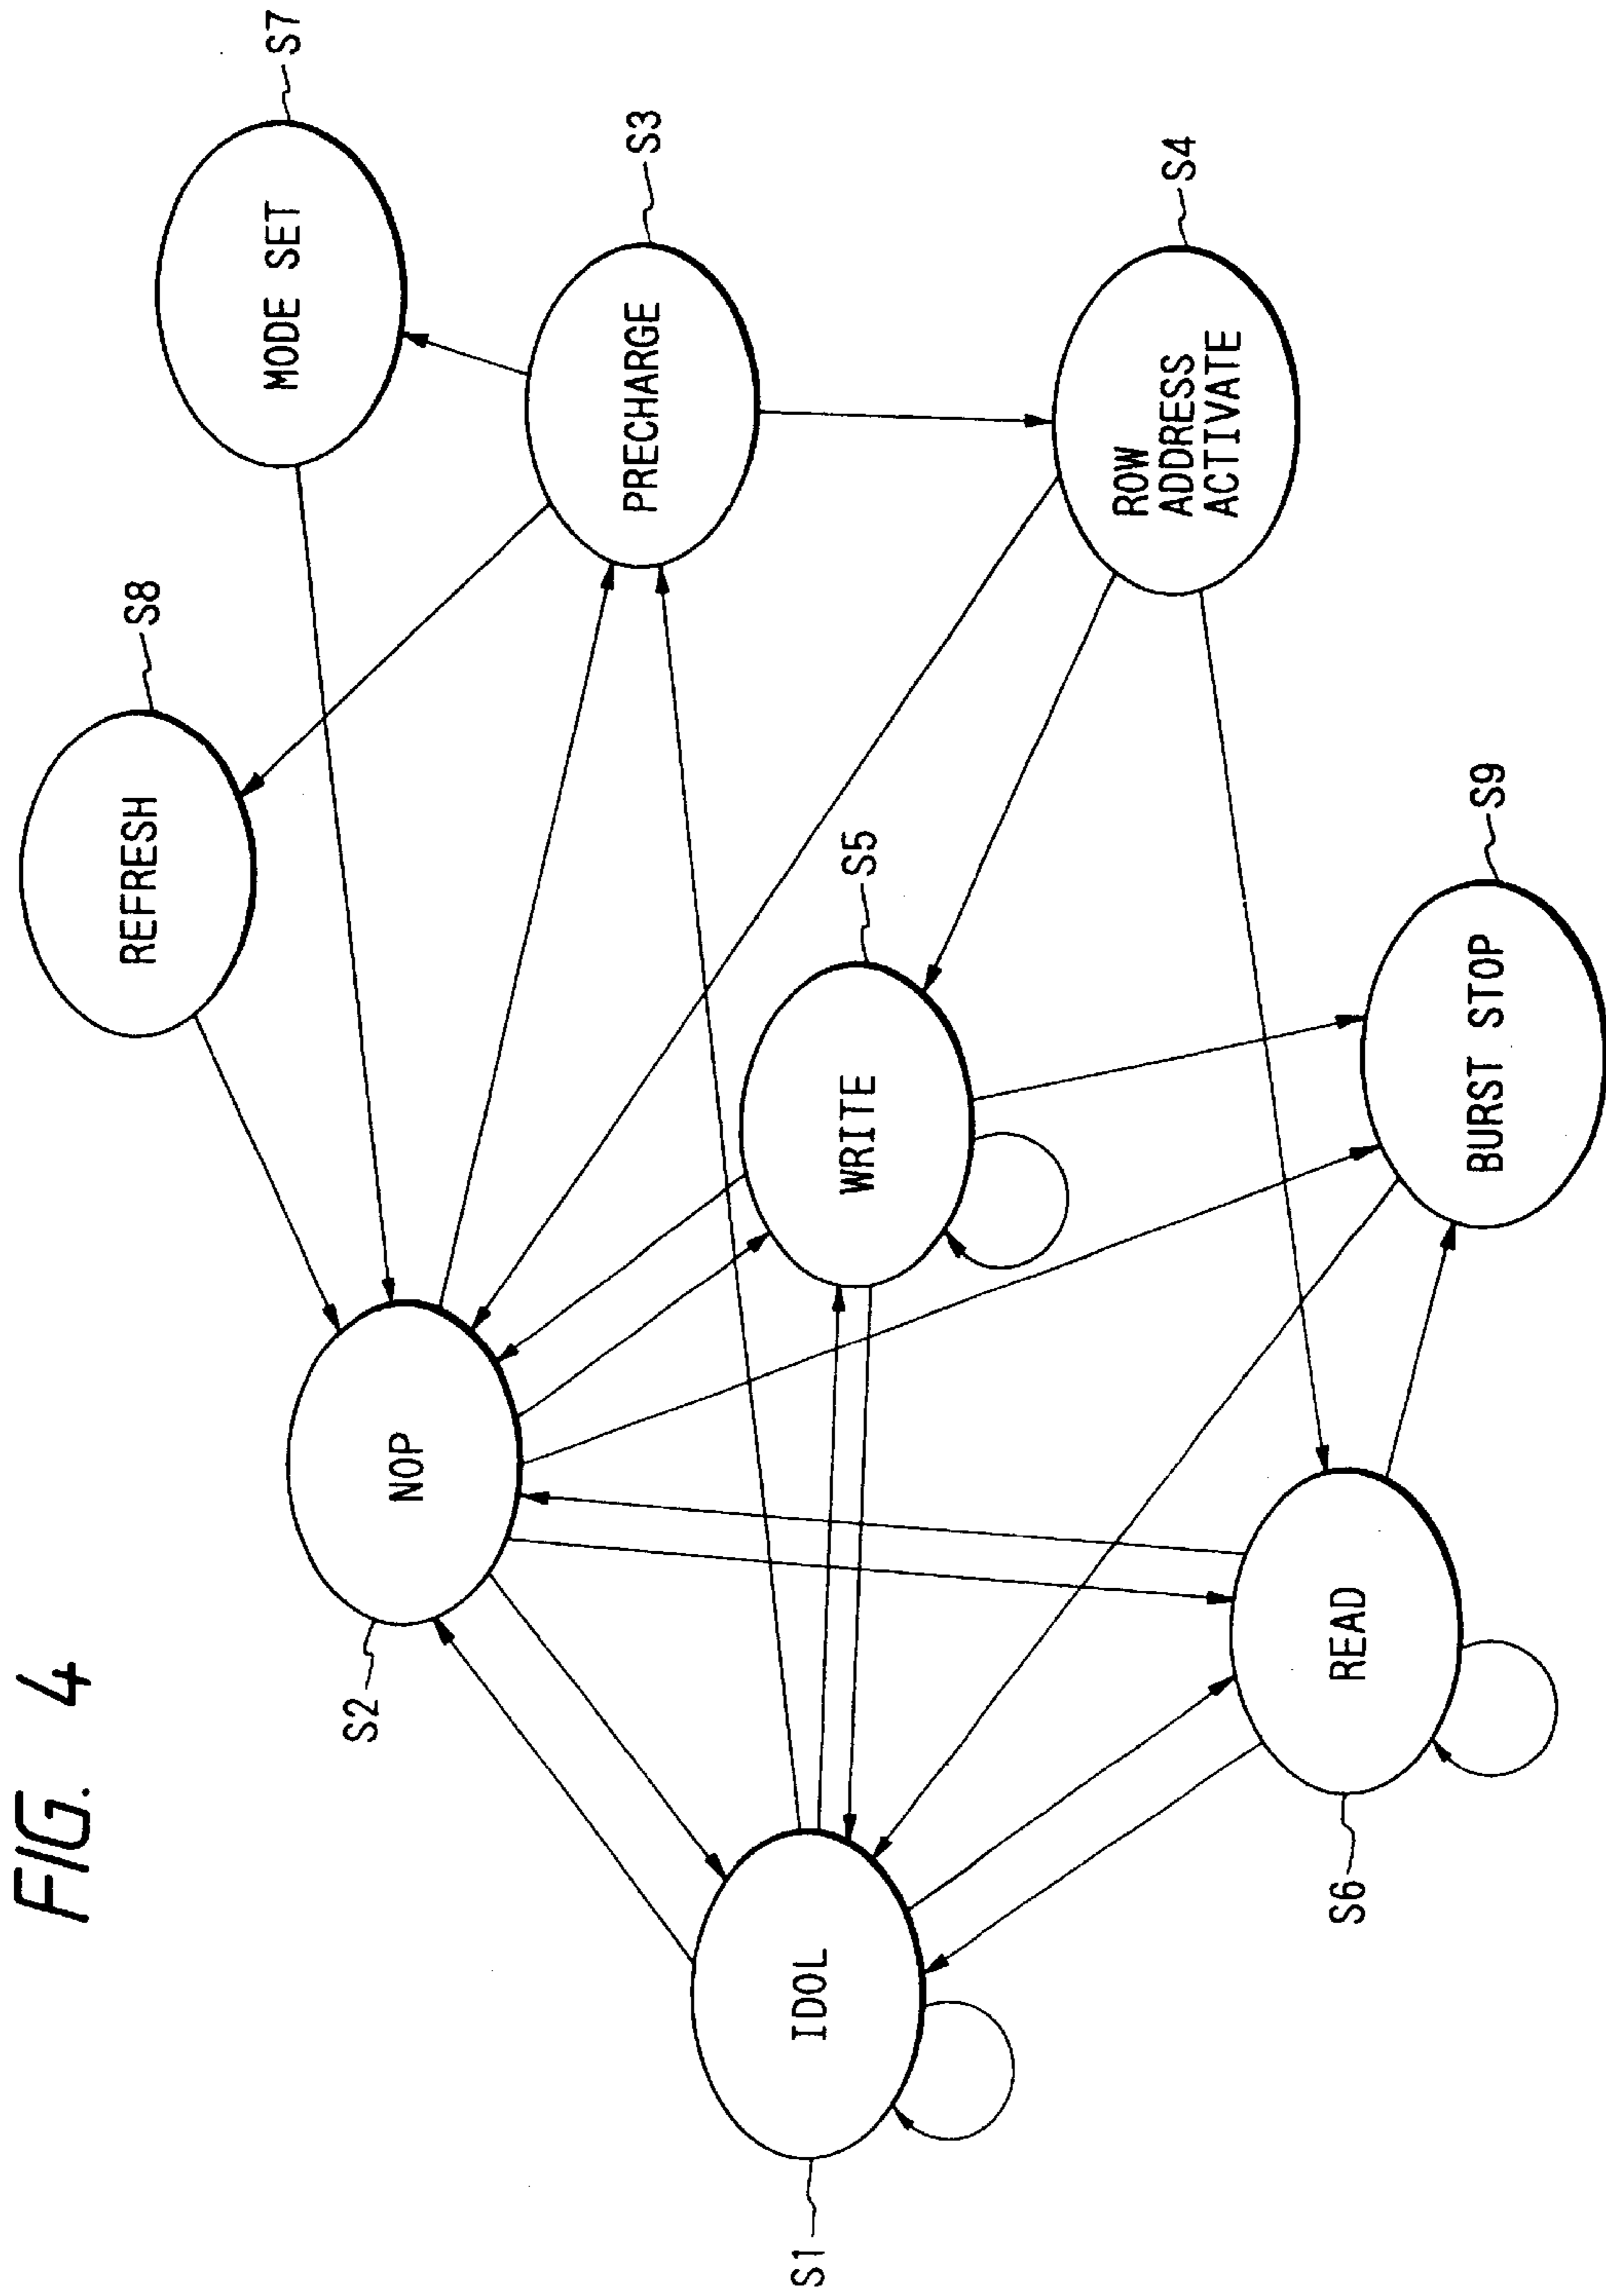 FIG. 4
REFRESH
S8
MODE SET
S7
S2
NOP
PRECHARGE
S3
S1
IDOL
WRITE
S5
ROW
ADDRESS
ACTIVATE
S4
S6
READ
BURST STOP
S9